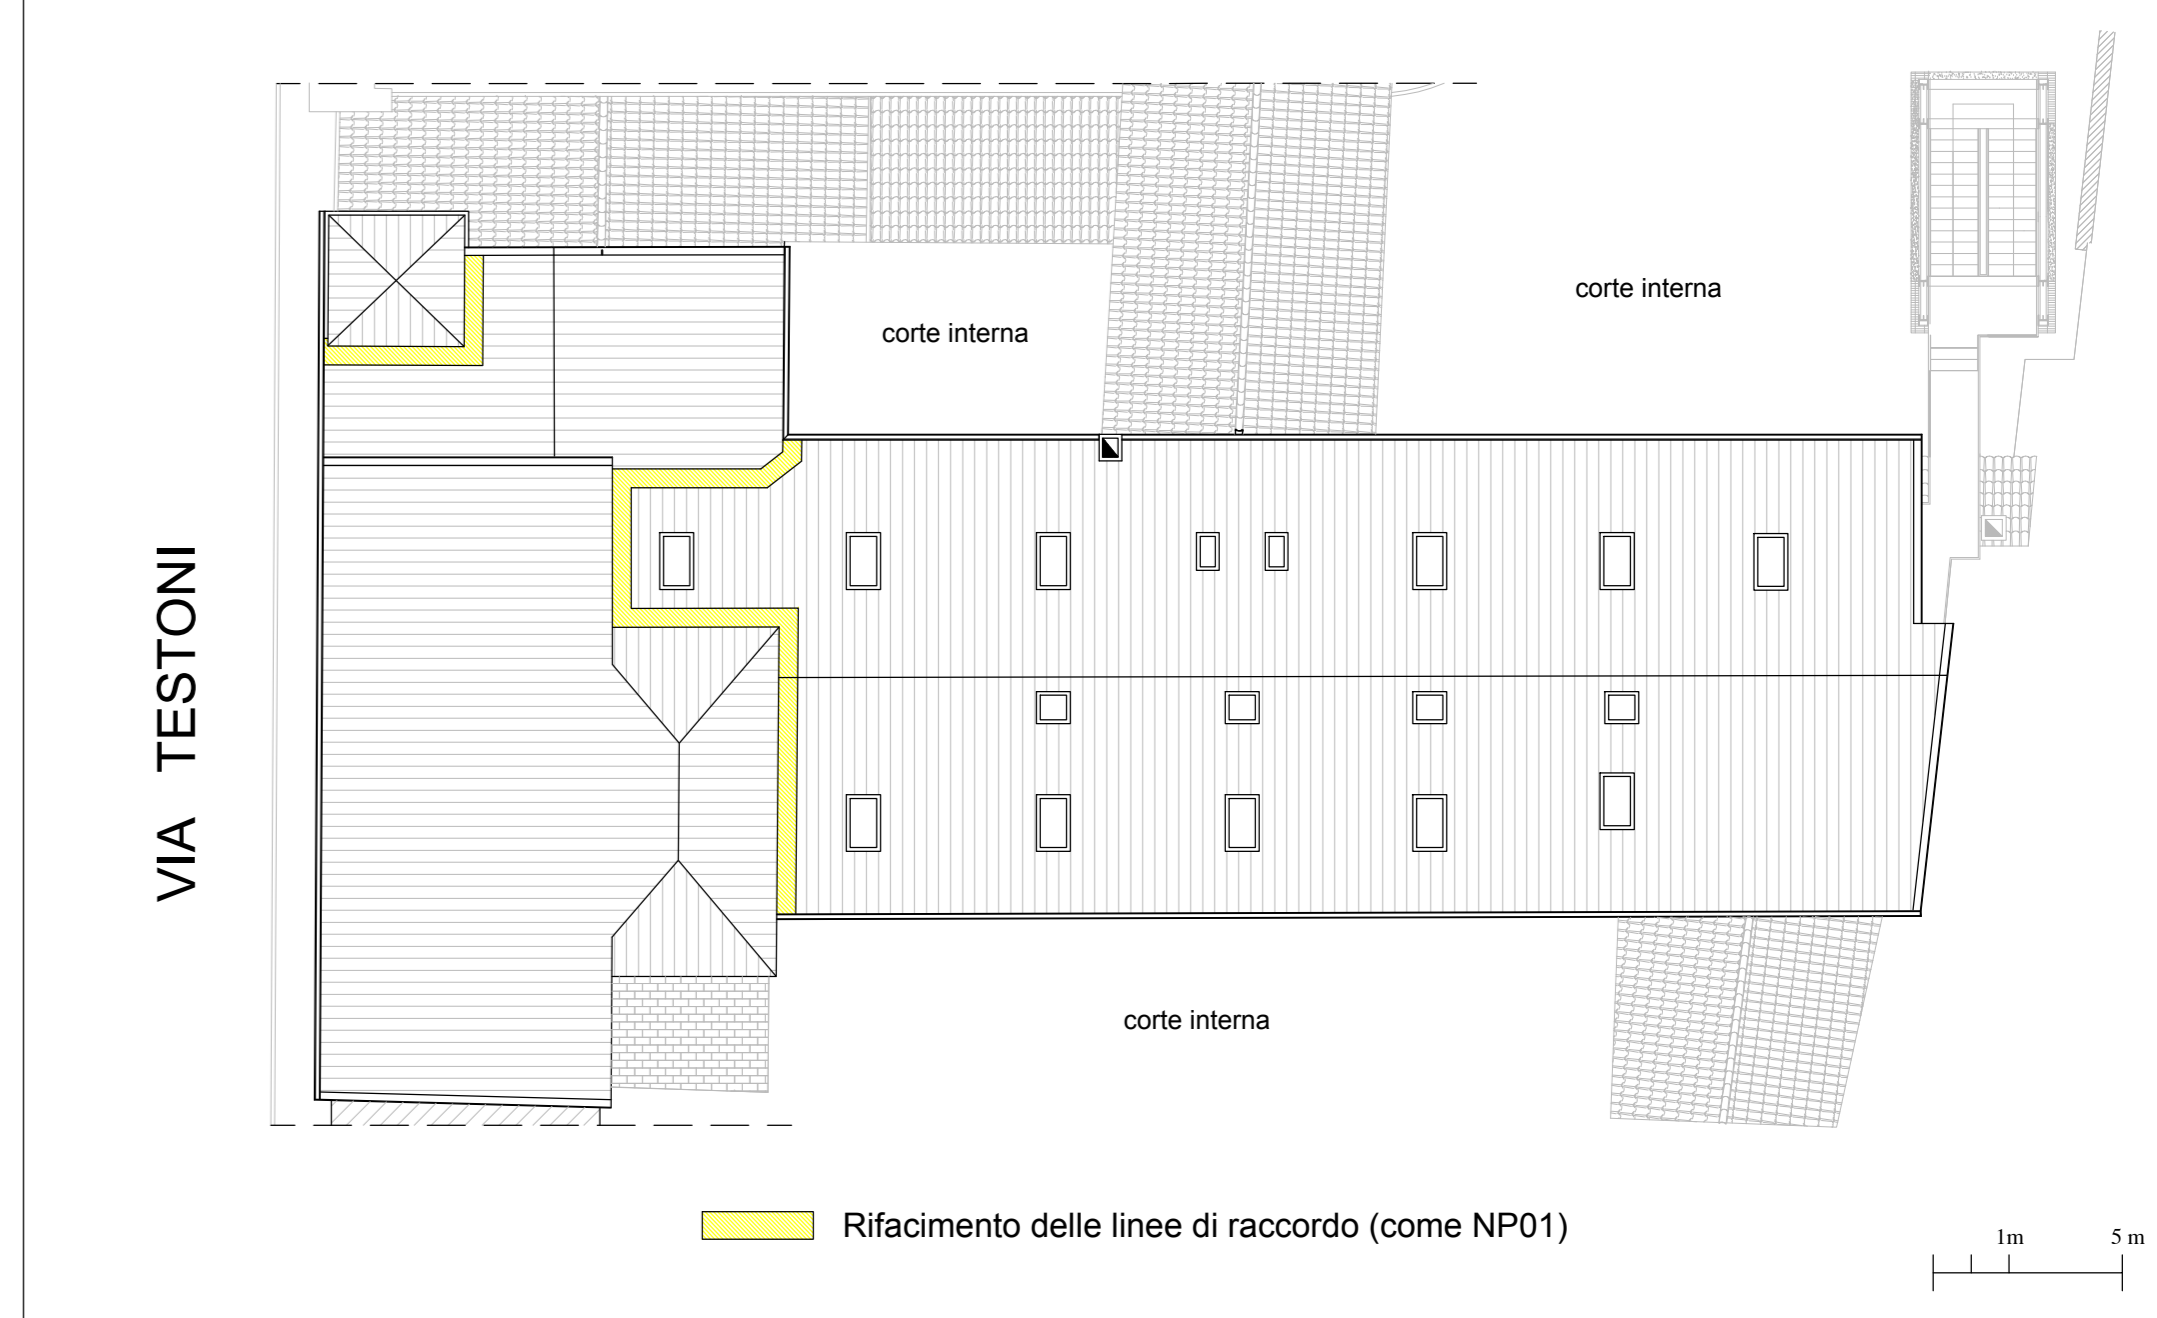 corte interna
corte interna
VIA TESTONI
corte interna
Rifacimento delle linee di raccordo (come NP01)
1m
5 m